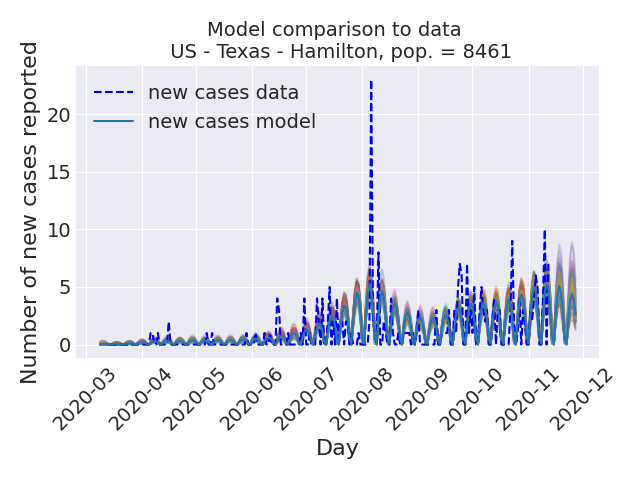 Model comparison to data
US - Texas - Hamilton, pop. = 8461
Number of new cases reported
20
15
10
5
0
new cases data
new cases model
2020-03
2020-04
2020-05
2020-06
2020-07
2020-08
2020-09
2020-10
2020-11
2020-12
Day